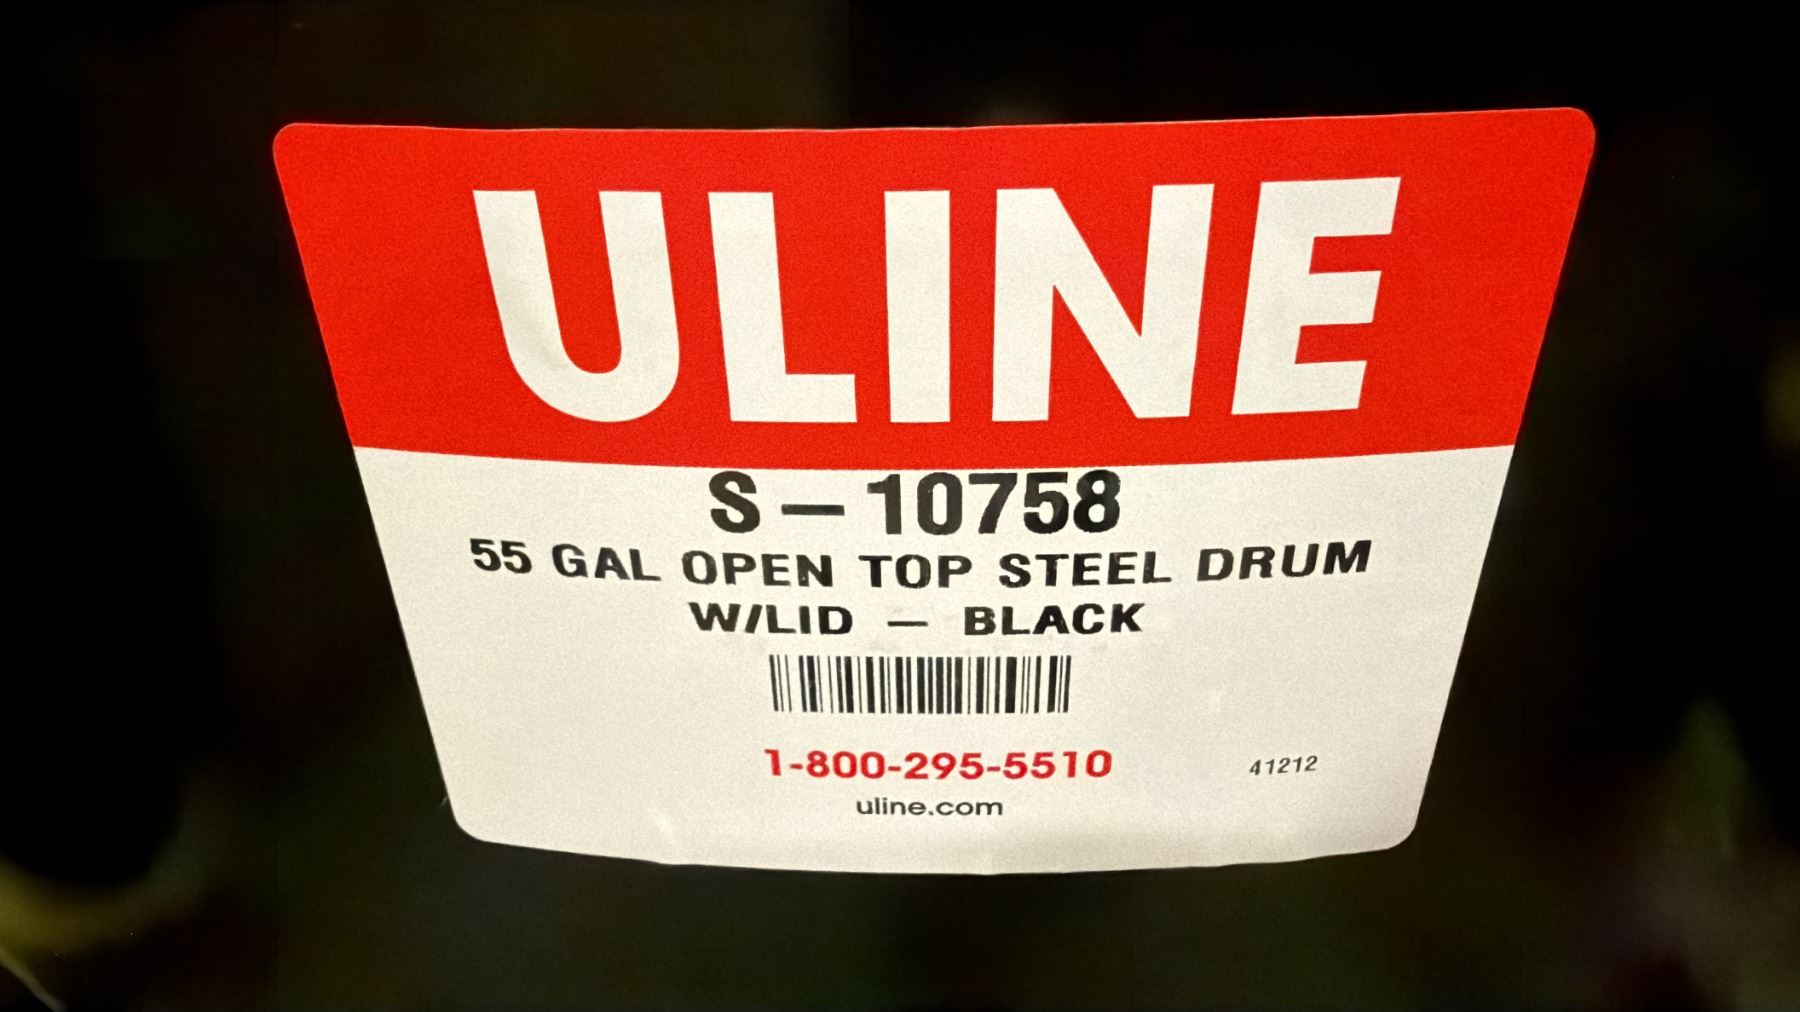 ULINE
S-10758
55 GAL OPEN TOP STEEL DRUM
W/LID - BLACK
1-800-295-5510
41212
uline.com